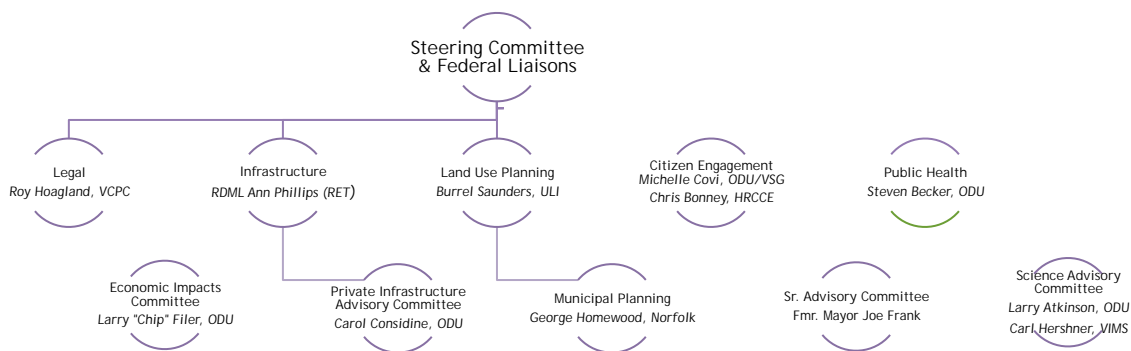 Steering Committee
& Federal Liaisons
Legal
Roy Hoagland, VCPC
Infrastructure
RDML Ann Phillips (RET)
Land Use Planning
Burrel Saunders, ULI
Citizen Engagement
Michelle Covi, ODU/VSG
Chris Bonney, HRCCE
Public Health
Steven Becker, ODU
Economic Impacts
Committee
Larry "Chip" Filer, ODU
Private Infrastructure
Advisory Committee
Carol Considine, ODU
Municipal Planning
George Homewood, Norfolk
Sr. Advisory Committee
Fmr. Mayor Joe Frank
Science Advisory
Committee
Larry Atkinson, ODU
Carl Hershner, VIMS